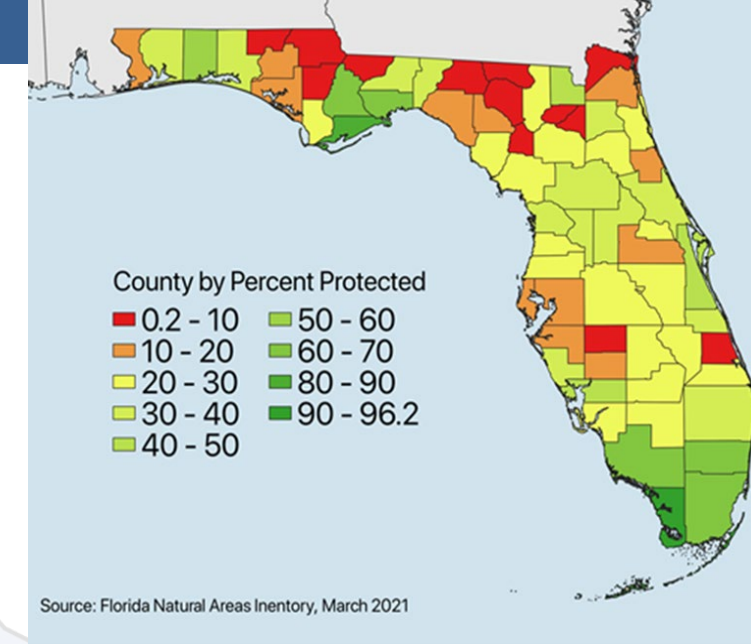 County by Percent Protected
0.2 - 10
50 - 60
10 - 20
60 - 70
20 - 30
80 - 90
30 - 40
90 - 96.2
40 - 50
Source: Florida Natural Areas Inentory, March 2021